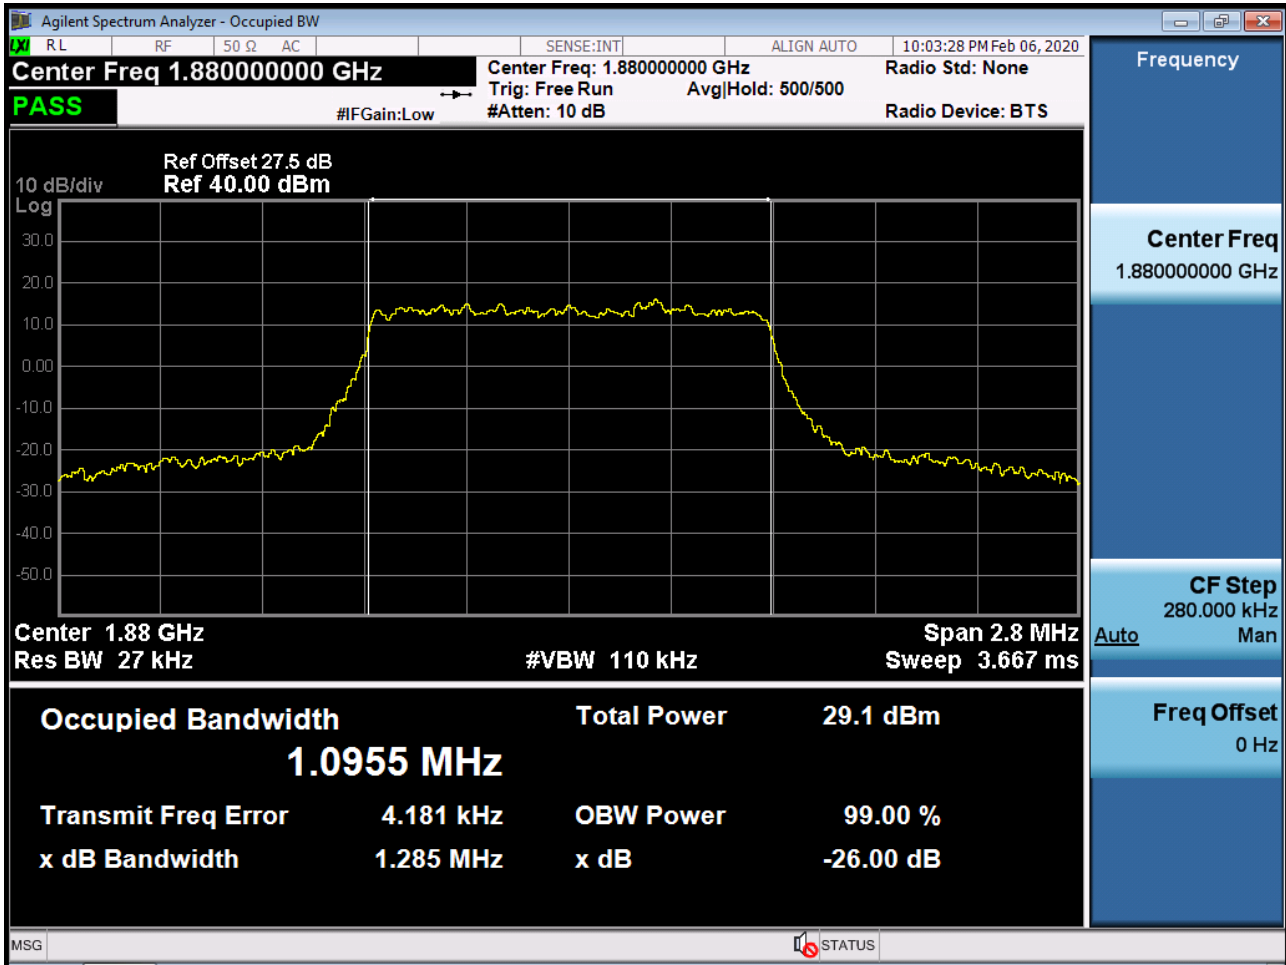 Agilent Spectrum Analyzer - Occupied BW
LXI RL RF 50 Ω AC SENSE:INT ALIGN AUTO 10:03:28 PM Feb 06, 2020
Center Freq 1.880000000 GHz
Center Freq: 1.880000000 GHz
Radio Std: None
Trig: Free Run Avg|Hold: 500/500
PASS
#IFGain:Low
#Atten: 10 dB
Radio Device: BTS
Ref Offset 27.5 dB
10 dB/div Ref 40.00 dBm
Log
30.0
20.0
10.0
0.00
-10.0
-20.0
-30.0
-40.0
-50.0
Center 1.88 GHz Span 2.8 MHz
Res BW 27 kHz #VBW 110 kHz Sweep 3.667 ms
Occupied Bandwidth Total Power 29.1 dBm
1.0955 MHz
Transmit Freq Error 4.181 kHz OBW Power 99.00 %
x dB Bandwidth 1.285 MHz x dB -26.00 dB
MSG STATUS
Frequency
Center Freq
1.880000000 GHz
CF Step
280.000 kHz
Auto Man
Freq Offset
0 Hz